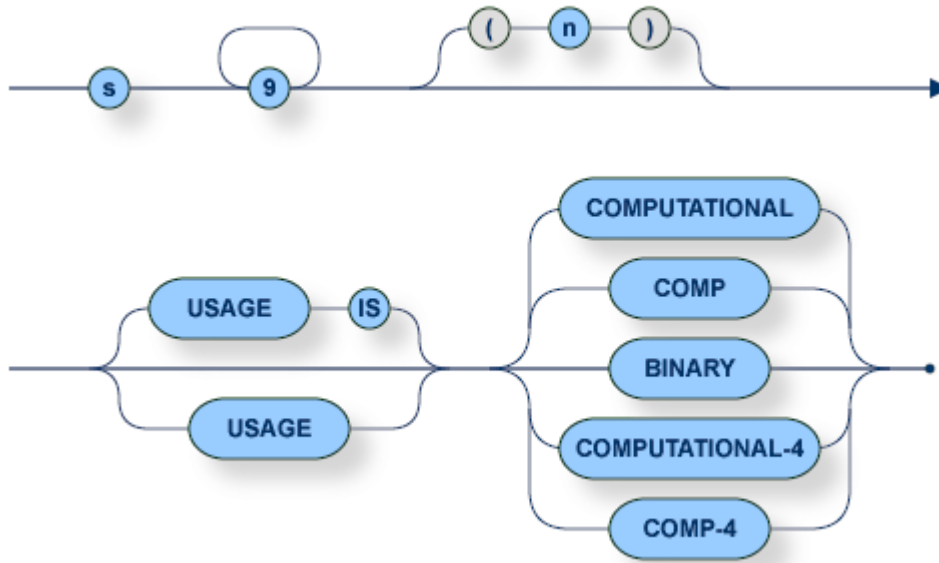 ( n )
s 9
COMPUTATIONAL
COMP
USAGE IS
BINARY
USAGE
COMPUTATIONAL-4
COMP-4